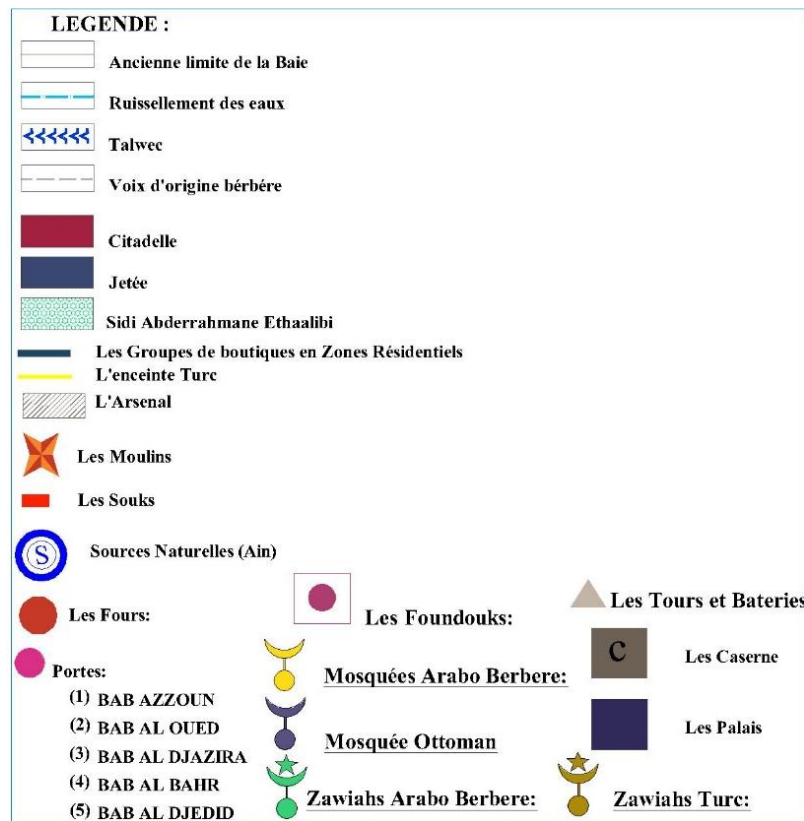 LEGENDE :
Ancienne limite de la Baie
Ruissellement des eaux
Talwec
Voix d'origine bérbére
Citadelle
Jetée
Sidi Abderrahmane Ethaalibi
Les Groupes de boutiques en Zones Résidentiels
L'enceinte Turc
L'Arsenal
Les Moulins
Les Souks
S
Sources Naturelles (Ain)
Les Fours:
Portes:
(1) BAB AZZOUN
(2) BAB AL OUED
(3) BAB AL DJAZIRA
(4) BAB AL BAHR
(5) BAB AL DJEDID
Les Foundouks:
Mosquées Arabo Berbere:
Mosquée Ottoman
Zawiahs Arabo Berbere:
Les Tours et Bateries
c
Les Caserne
Les Palais
Zawiahs Turc: